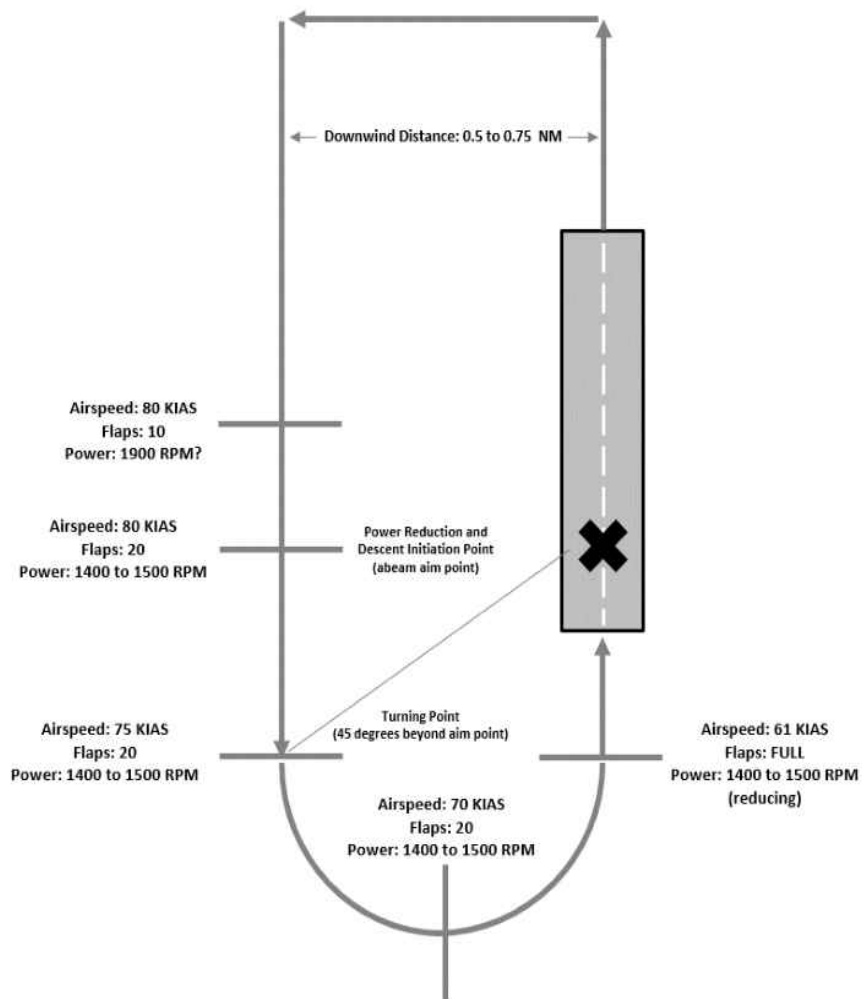 Downwind Distance: 0.5 to 0.75 NM
Airspeed: 80 KIAS
Flaps: 10
Power: 1900 RPM?
Airspeed: 80 KIAS
Flaps: 20
Power: 1400 to 1500 RPM
Power Reduction and
Descent Initiation Point
(abeam aim point)
Airspeed: 75 KIAS
Flaps: 20
Power: 1400 to 1500 RPM
Turning Point
(45 degrees beyond aim point)
Airspeed: 61 KIAS
Flaps: FULL
Power: 1400 to 1500 RPM
(reducing)
Airspeed: 70 KIAS
Flaps: 20
Power: 1400 to 1500 RPM